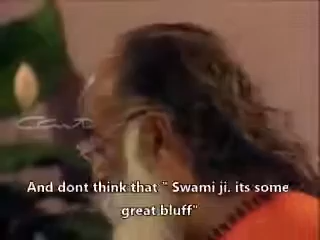 And dont think that " Swami ji. its some
great bluff"